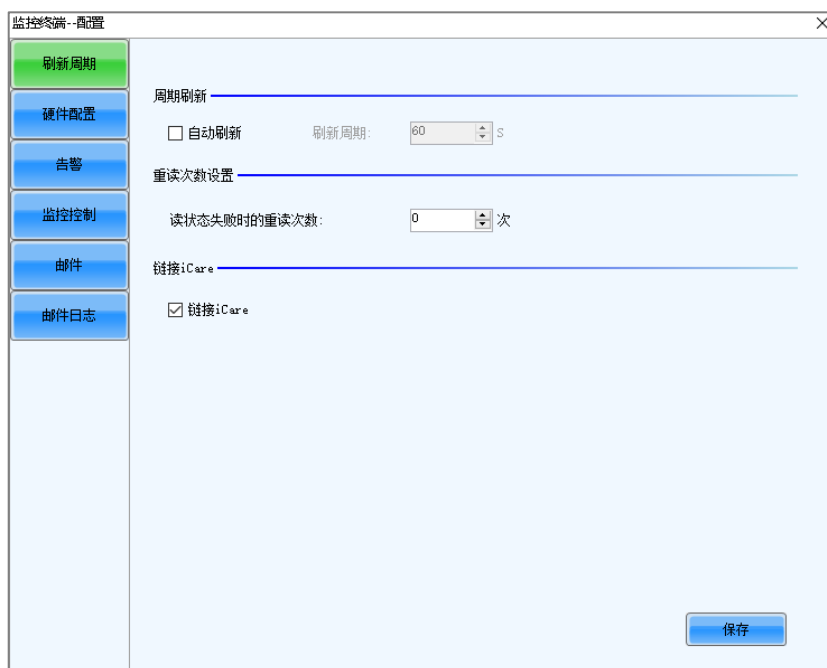 监控终端--配置
刷新周期
硬件配置
告警
监控控制
邮件
邮件日志
周期刷新
自动刷新 刷新周期: 60 S
重读次数设置
读状态失败时的重读次数: 0 次
链接iCare
链接iCare
保存